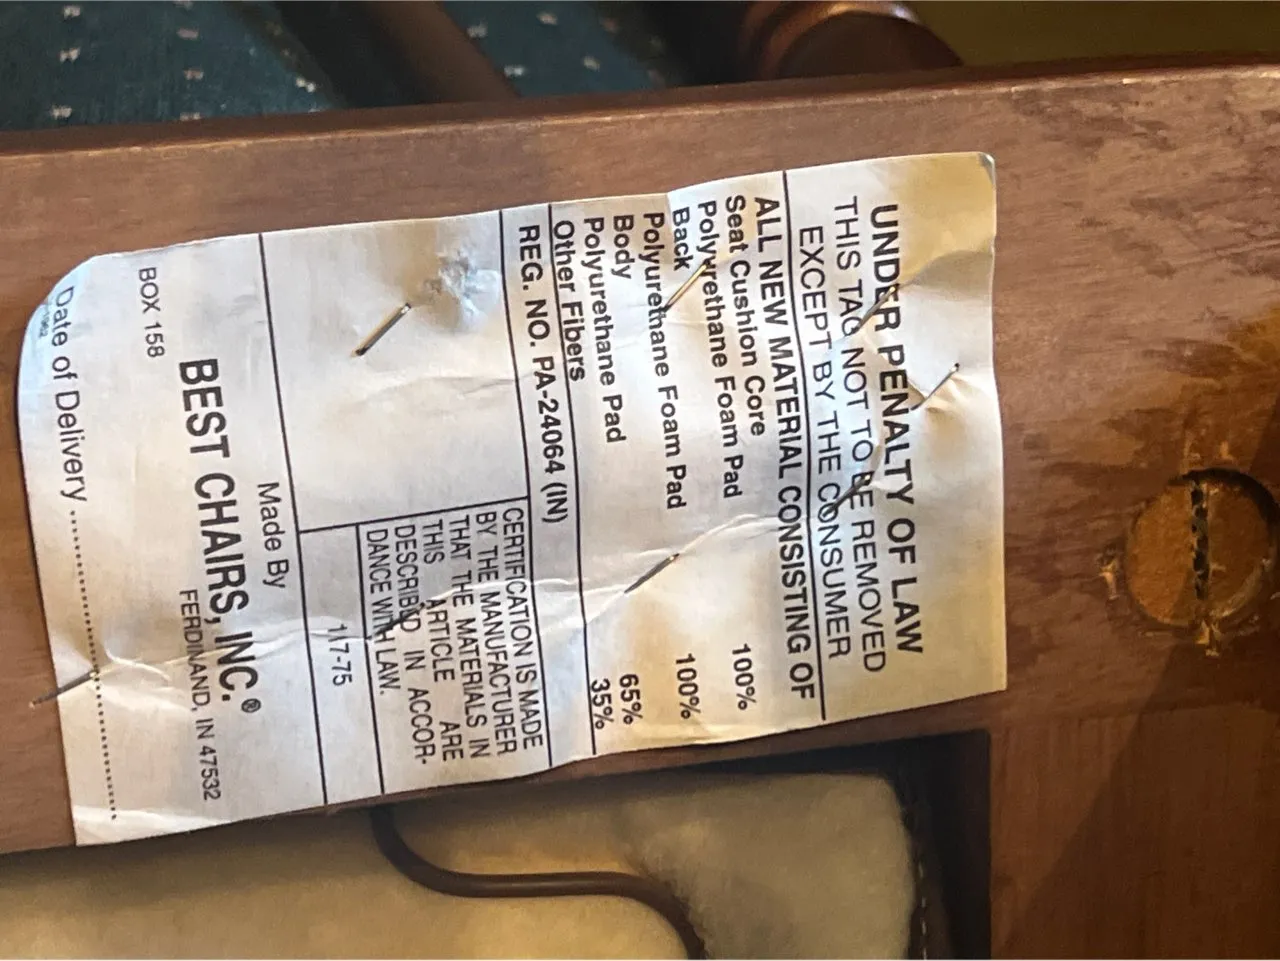 UNDER PENALTY OF LAW
THIS TAG NOT TO BE REMOVED
EXCEPT BY THE CONSUMER
ALL NEW MATERIAL CONSISTING OF
Seat Cushion Core
Polyurethane Foam Pad 100%
Back
Polyurethane Foam Pad 100%
Body
Polyurethane Pad 65%
Other Fibers 35%
REG. NO. PA-24064 (IN)
CERTIFICATION IS MADE
BY THE MANUFACTURER
THAT THE MATERIALS IN
THIS ARTICLE ARE
DESCRIBED IN ACCOR-
DANCE WITH LAW.
117-75
Made By
BEST CHAIRS, INC.®
BOX 158 FERDINAND, IN 47532
Date of Delivery ........................................